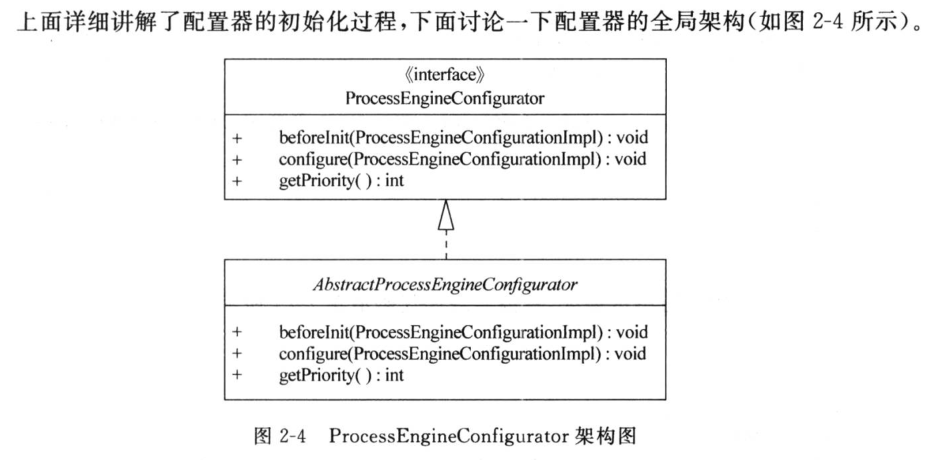 上面详细讲解了配置器的初始化过程,下面讨论一下配置器的全局架构(如图 2-4 所示)。
《interface》
ProcessEngineConfigurator
+ beforeInit(ProcessEngineConfigurationImpl) : void
+ configure(ProcessEngineConfigurationImpl) : void
+ getPriority( ) : int
AbstractProcessEngineConfigurator
+ beforeInit(ProcessEngineConfigurationImpl) : void
+ configure(ProcessEngineConfigurationImpl) : void
+ getPriority( ) : int
图 2-4 ProcessEngineConfigurator 架构图